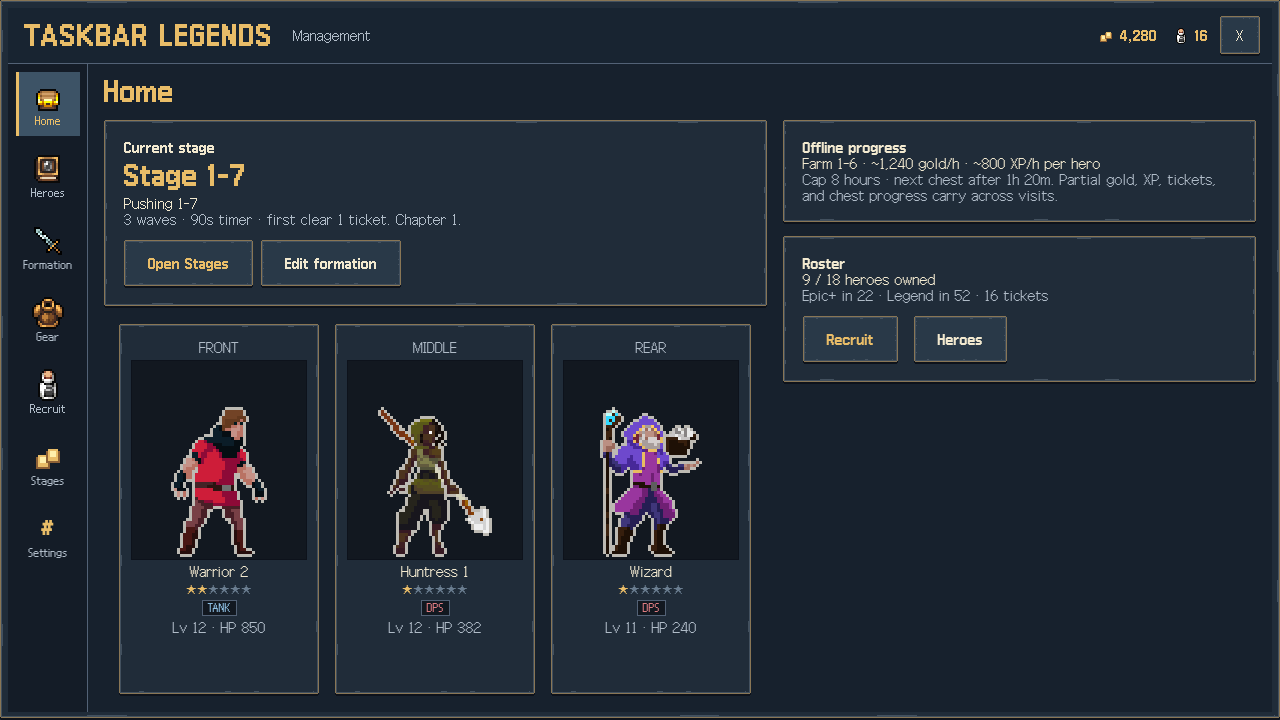 TASKBAR LEGENDS
Management
4,280
16
X
Home
Heroes
Formation
Gear
Recruit
Stages
#
Settings
Home
Current stage
Stage 1-7
Pushing 1-7
3 waves · 90s timer · first clear 1 ticket. Chapter 1.
Open Stages
Edit formation
FRONT
Warrior 2
TANK
Lv 12 · HP 850
MIDDLE
Huntress 1
DPS
Lv 12 · HP 382
REAR
Wizard
DPS
Lv 11 · HP 240
Offline progress
Farm 1-6 · ~1,240 gold/h · ~800 XP/h per hero
Cap 8 hours · next chest after 1h 20m. Partial gold, XP, tickets,
and chest progress carry across visits.
Roster
9 / 18 heroes owned
Epic+ in 22 · Legend in 52 · 16 tickets
Recruit
Heroes